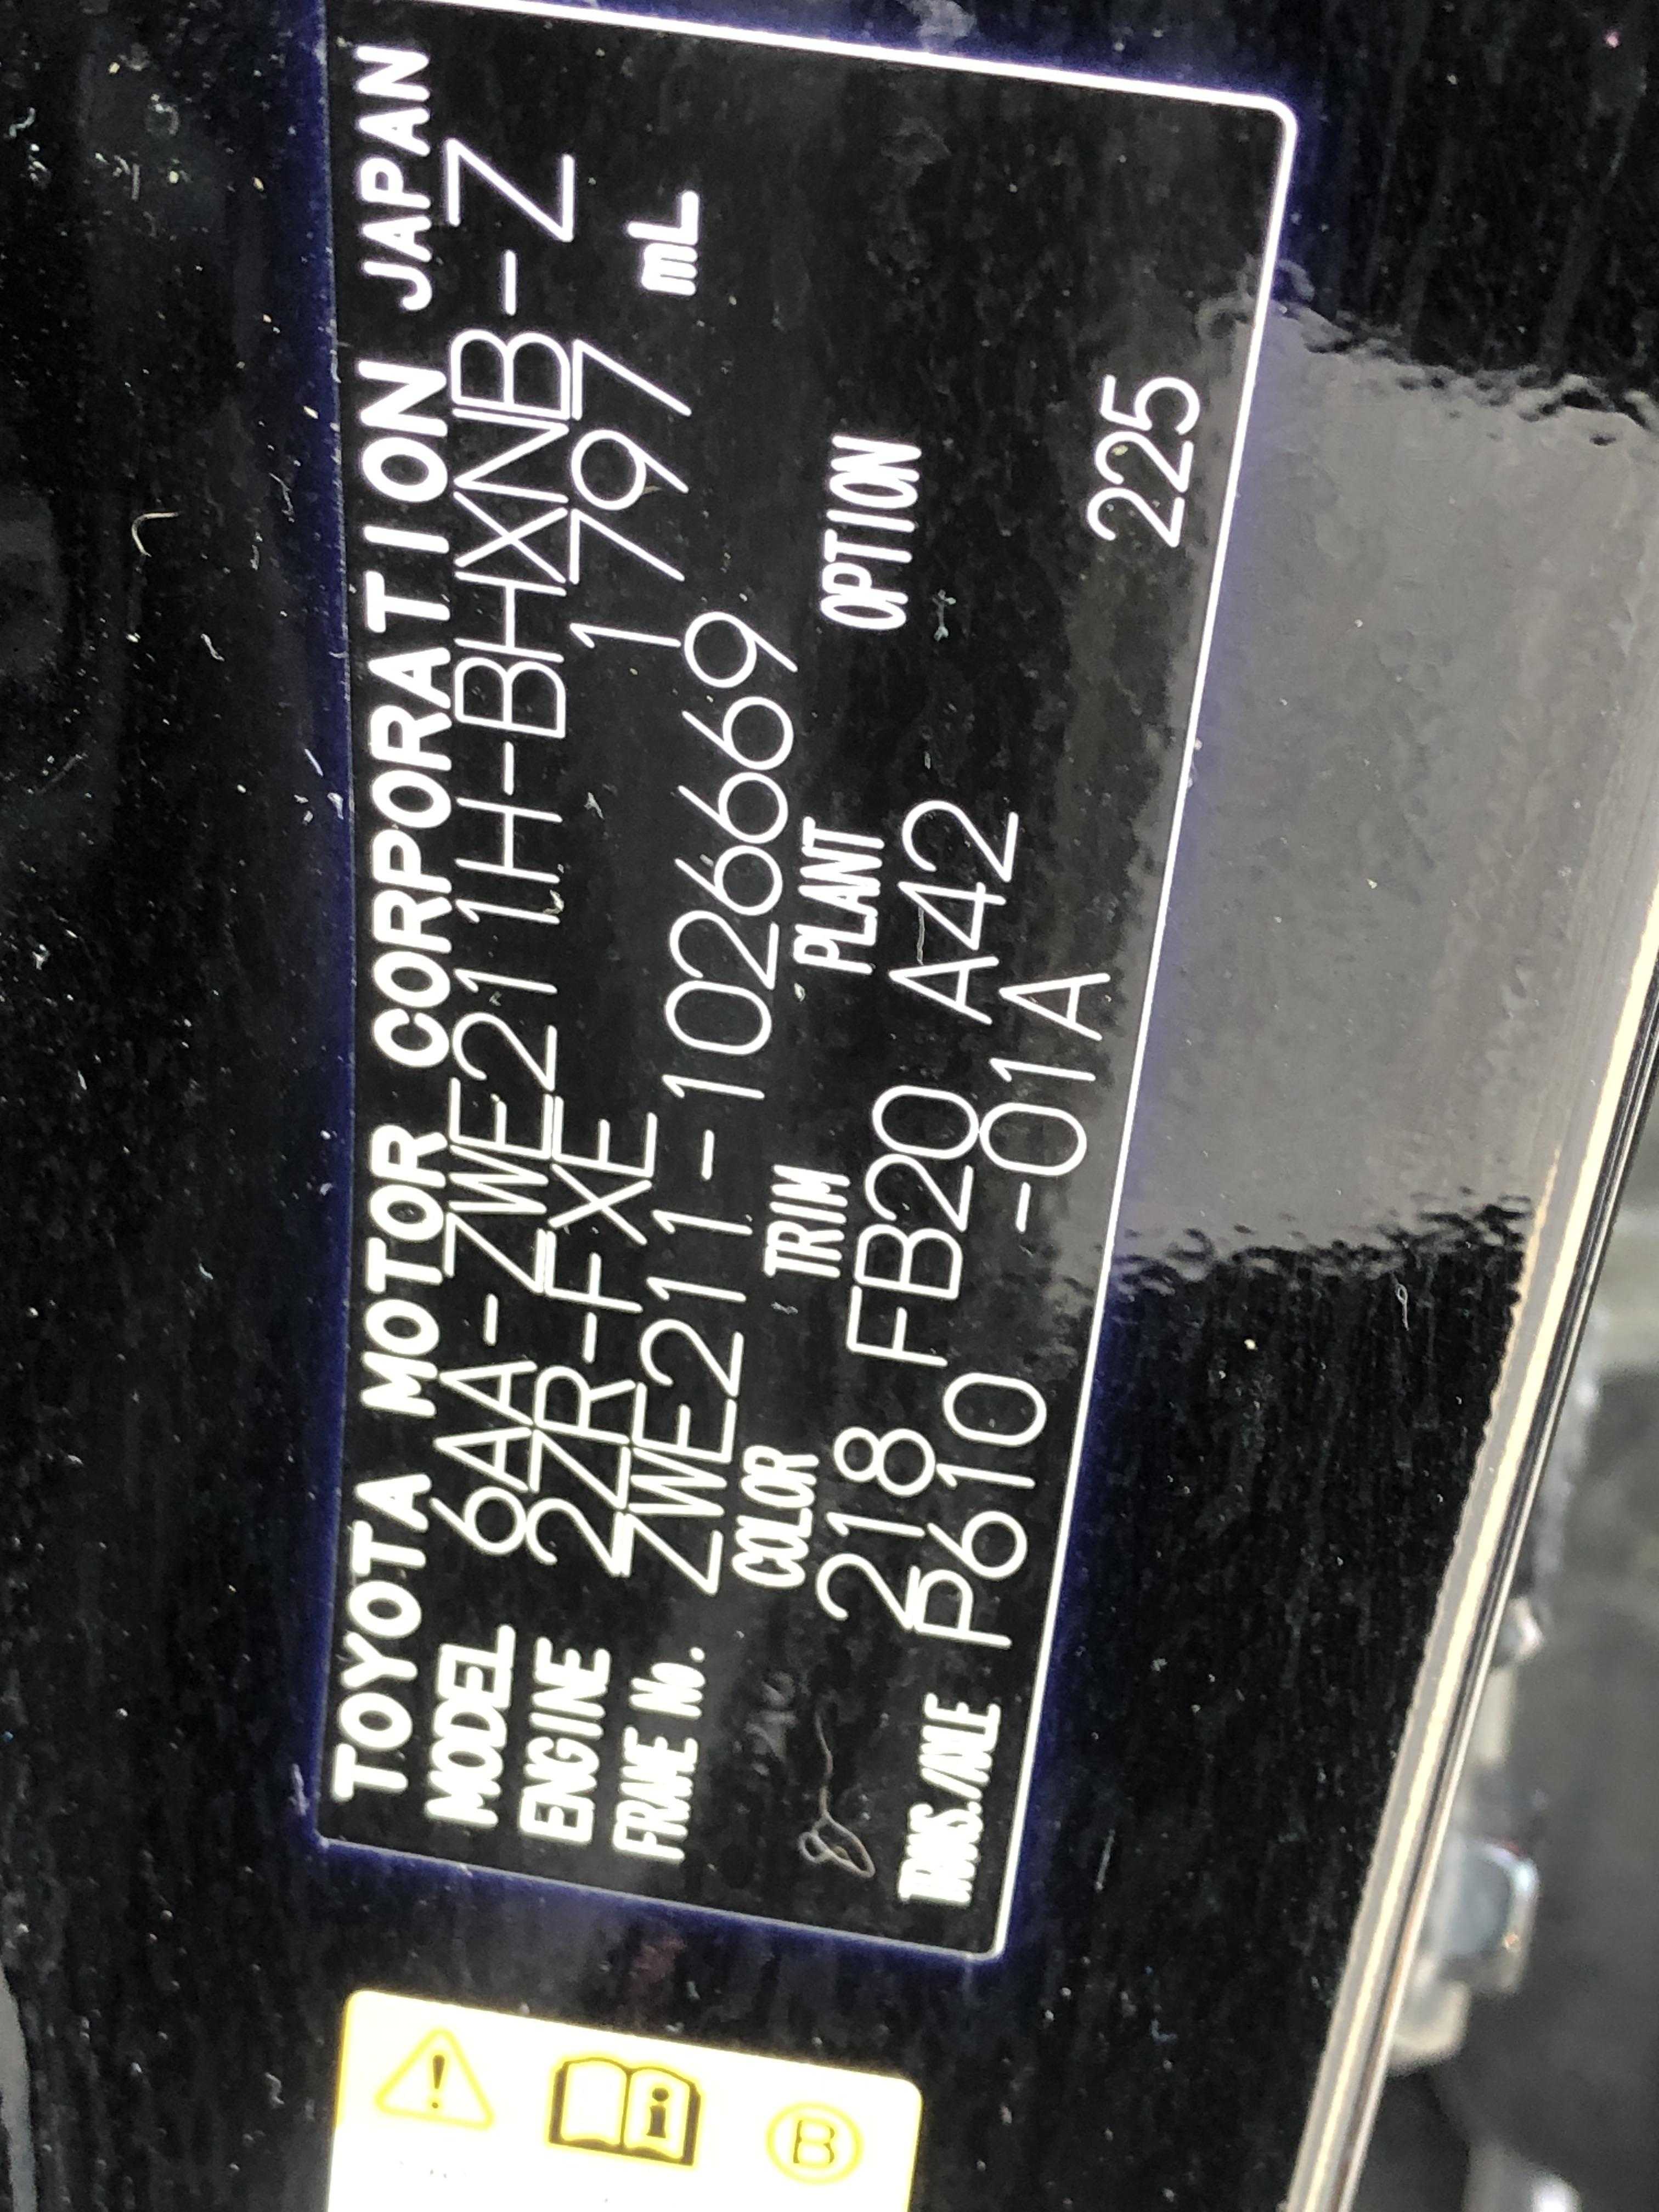 TOYOTA MOTOR CORPORATION JAPAN
MODEL 6AA-ZWE211H-BHXNB-Z
ENGINE 2ZR-FXE 1797 mL
FRAME No. ZWE211-1026669
COLOR TRIM PLANT OPTION
218 FB20 A42
TRANS./AXLE P610 -01A 225
B